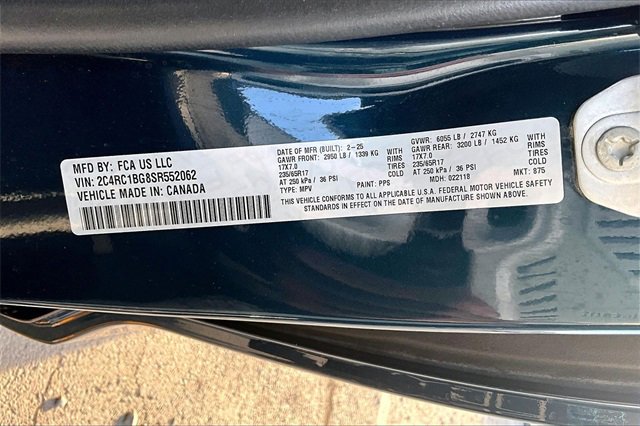 MFD BY: FCA US LLC
VIN: 2C4RC1BG8SR552062
VEHICLE MADE IN: CANADA
DATE OF MFR (BUILT): 2-25
GAWR FRONT: 2950 LB / 1339 KG WITH
17X7.0 RIMS
235/65R17 TIRES
AT 250 kPa / 36 PSI COLD
TYPE: MPV PAINT: PPS
GVWR: 6055 LB / 2747 KG
GAWR REAR: 3200 LB / 1452 KG WITH
17X7.0 RIMS
235/65R17 TIRES
AT 250 kPa / 36 PSI COLD
MDH: 022118 MKT: 875
THIS VEHICLE CONFORMS TO ALL APPLICABLE U.S.A. FEDERAL MOTOR VEHICLE SAFETY
STANDARDS IN EFFECT ON THE DATE OF MANUFACTURE SHOWN ABOVE.